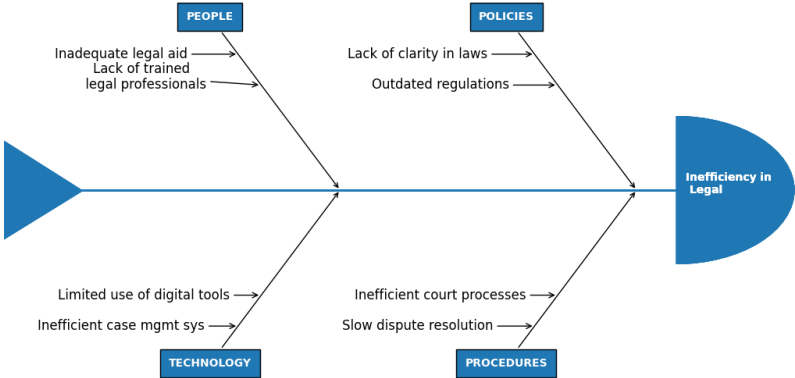 PEOPLE
POLICIES
Inadequate legal aid
Lack of trained
legal professionals
Lack of clarity in laws
Outdated regulations
Inefficiency in
Legal
Limited use of digital tools
Inefficient case mgmt sys
Inefficient court processes
Slow dispute resolution
TECHNOLOGY
PROCEDURES